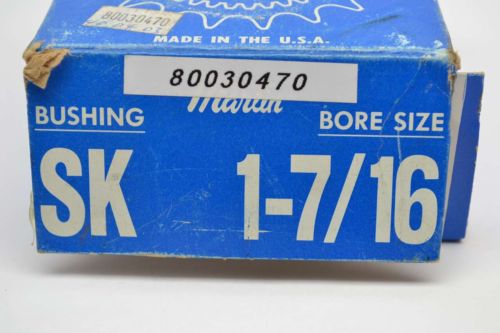 80030470
MADE IN THE U.S.A.
80030470
BUSHING
BORE SIZE
SK
1-7/16